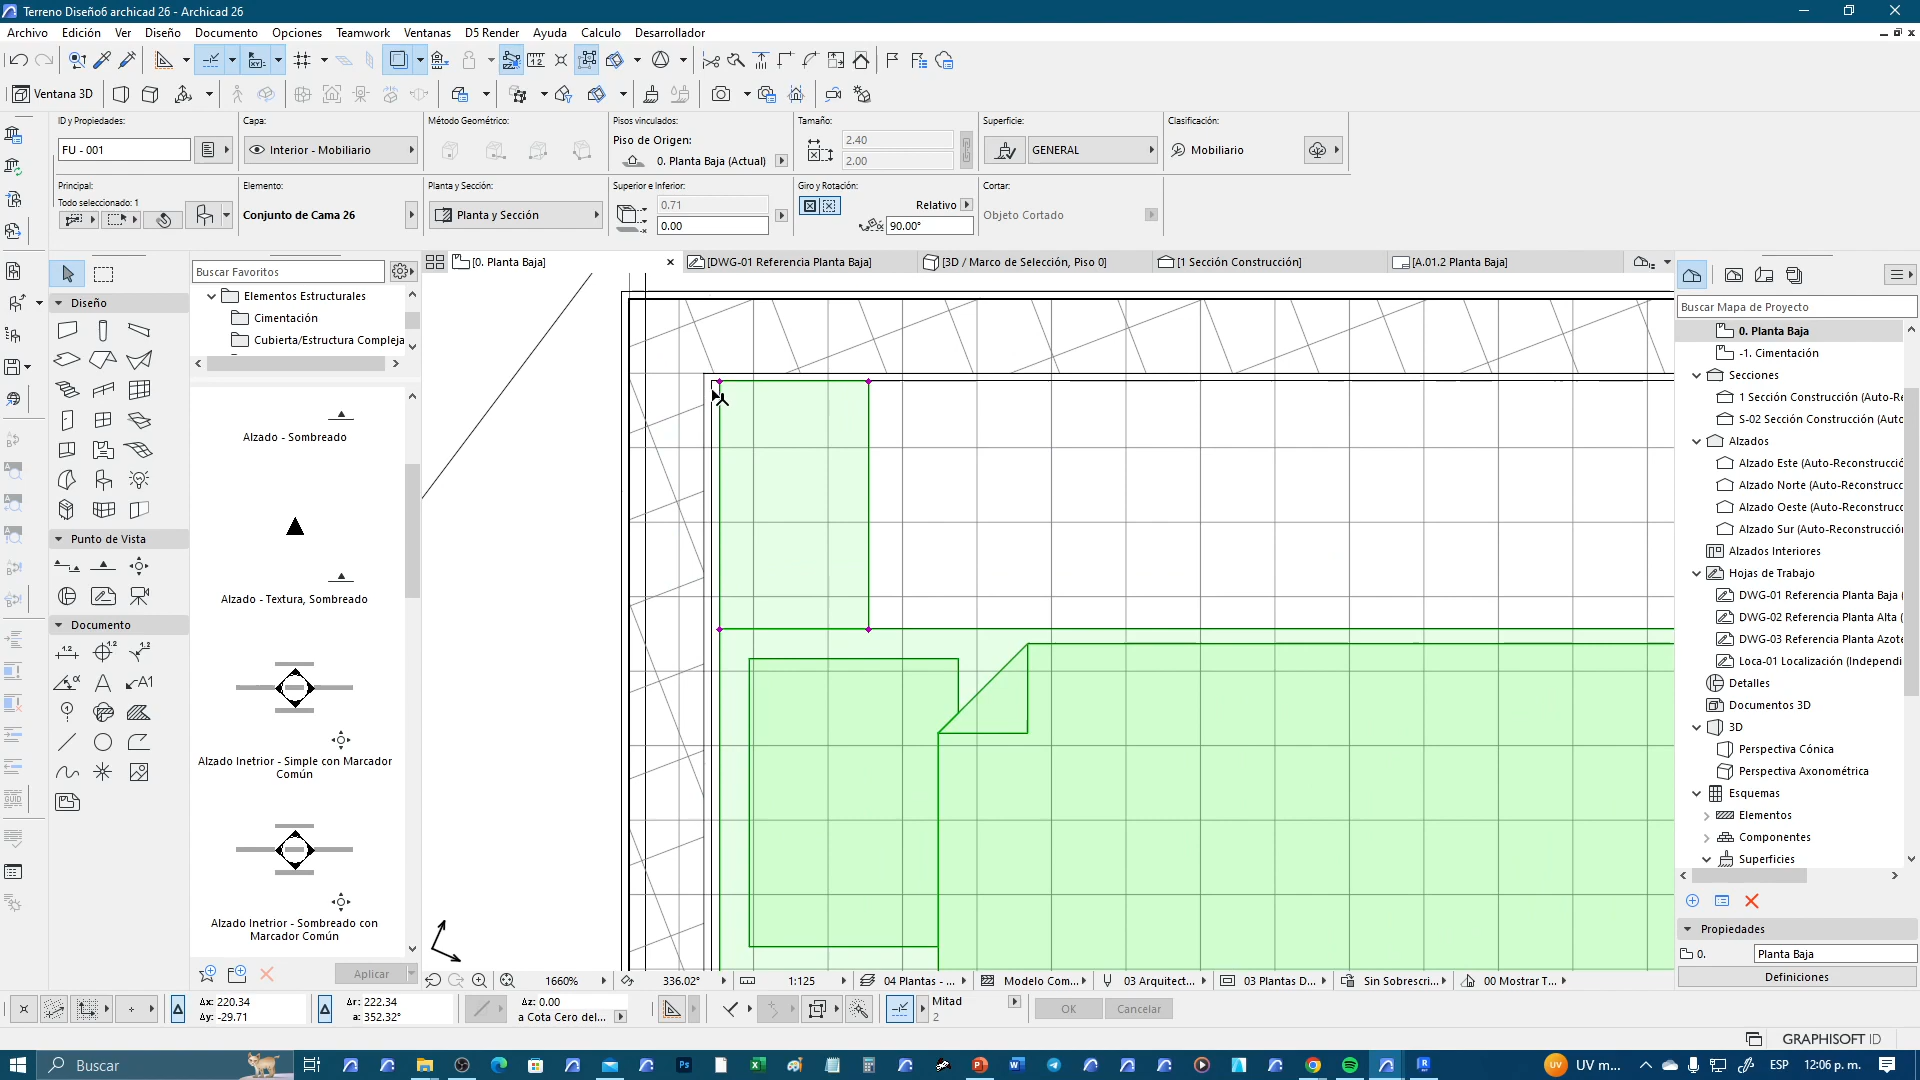 Terreno Diseño6 archicad 26 - Archicad 26
Archivo Edición Ver Diseño Documento Opciones Teamwork Ventanas D5 Render Ayuda Calculo Desarrollador
Ventana 3D
ID y Propiedades: Capa: Método Geométrico: Pisos vinculados: Tamaño: Superficie: Clasificación:
Piso de Origen: 2.40
FU - 001 Interior - Mobiliario 0. Planta Baja (Actual) 2.00 GENERAL Mobiliario
Principal: Elemento: Planta y Sección: Superior e Inferior: Giro y Rotación: Cortar:
Todo seleccionado: 1 0.71 Relativo
Conjunto de Cama 26 Planta y Sección 0.00 90.00° Objeto Cortado
[0. Planta Baja] [DWG-01 Referencia Planta Baja] [3D / Marco de Selección, Piso 0] [1 Sección Construcción] [A.01.2 Planta Baja]
Buscar Favoritos
Elementos Estructurales
Cimentación
Cubierta/Estructura Compleja
Diseño
Punto de Vista
Documento
1.2 1.2 1.2
A A1
GUID
Alzado - Sombreado
Alzado - Textura, Sombreado
Alzado Inetrior - Simple con Marcador
Común
Alzado Inetrior - Sombreado con
Marcador Común
Aplicar
Buscar Mapa de Proyecto
0. Planta Baja
-1. Cimentación
Secciones
1 Sección Construcción (Auto-Re
S-02 Sección Construcción (Auto
Alzados
Alzado Este (Auto-Reconstrucció
Alzado Norte (Auto-Reconstrucc
Alzado Oeste (Auto-Reconstrucc
Alzado Sur (Auto-Reconstrucció
Alzados Interiores
Hojas de Trabajo
DWG-01 Referencia Planta Baja (
DWG-02 Referencia Planta Alta (
DWG-03 Referencia Planta Azote
Loca-01 Localización (Independi
Detalles
Documentos 3D
3D
Perspectiva Cónica
Perspectiva Axonométrica
Esquemas
Elementos
Componentes
Superficies
Propiedades
0. Planta Baja
Definiciones
1660% 336.02° 1:125 04 Plantas - ... Modelo Com... 03 Arquitect... 03 Plantas D... Sin Sobrescri... 00 Mostrar T...
Δx: 220.34 Δr: 222.34 Δz: 0.00 Mitad
Δy: -29.71 a: 352.32° a Cota Cero del... 2
OK Cancelar
GRAPHISOFT ID
Buscar UV m... ESP 12:06 p. m.